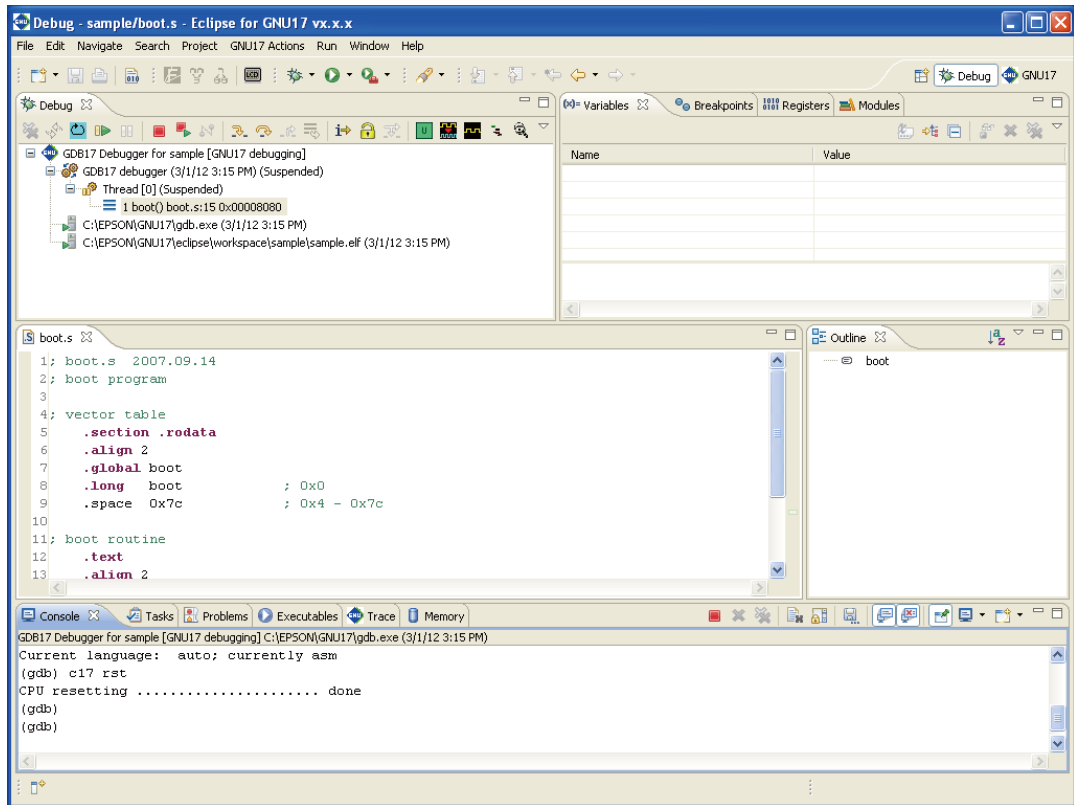 Debug - sample/boot.s - Eclipse for GNU17 vx.x.x
File Edit Navigate Search Project GNU17 Actions Run Window Help
Debug GNU17
Debug
(x)= Variables Breakpoints Registers Modules
GDB17 Debugger for sample [GNU17 debugging]
GDB17 debugger (3/1/12 3:15 PM) (Suspended)
Thread [0] (Suspended)
1 boot() boot.s:15 0x00008080
C:\EPSON\GNU17\gdb.exe (3/1/12 3:15 PM)
C:\EPSON\GNU17\eclipse\workspace\sample\sample.elf (3/1/12 3:15 PM)
Name Value
boot.s
1; boot.s 2007.09.14
2; boot program
3
4; vector table
5 .section .rodata
6 .align 2
7 .global boot
8 .long boot ; 0x0
9 .space 0x7c ; 0x4 - 0x7c
10
11; boot routine
12 .text
13 .align 2
Outline
boot
Console Tasks Problems Executables Trace Memory
GDB17 Debugger for sample [GNU17 debugging] C:\EPSON\GNU17\gdb.exe (3/1/12 3:15 PM)
Current language: auto; currently asm
(gdb) c17 rst
CPU resetting ...................... done
(gdb)
(gdb)